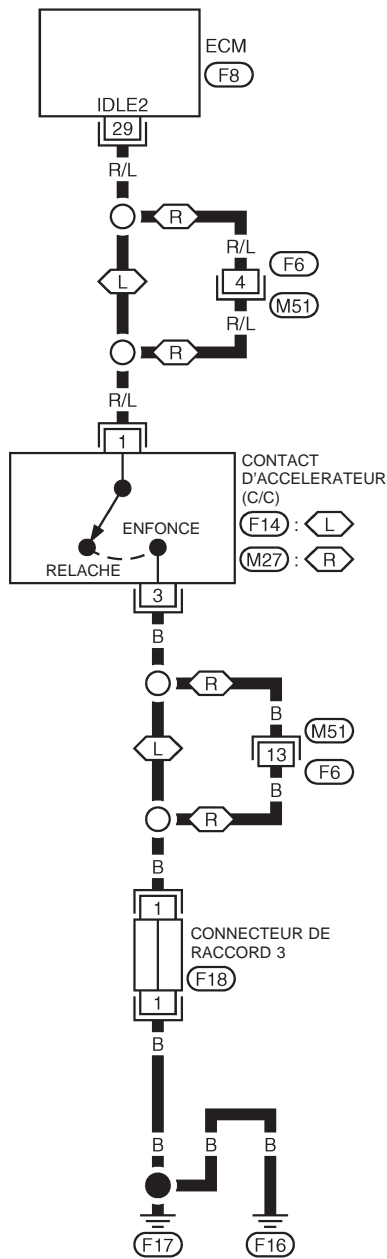 ECM
F8
IDLE2
29
R/L
R
R/L
F6
L
4
M51
R/L
R
R/L
1
CONTACT
D'ACCELERATEUR
(C/C)
ENFONCE
F14 : L
RELACHE
M27 : R
3
B
R
B
M51
L
13
F6
B
R
B
1
CONNECTEUR DE
RACCORD 3
F18
1
B
B B B
F17 F16